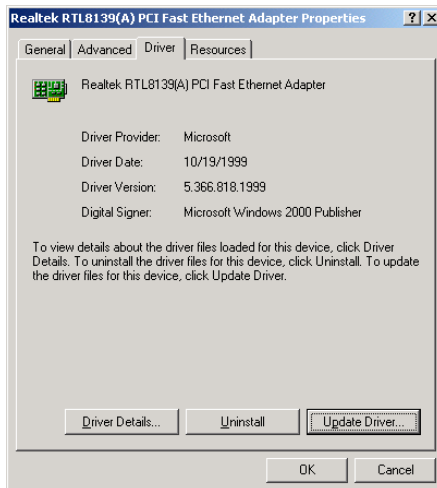 Realtek RTL8139(A) PCI Fast Ethernet Adapter Properties ? X
General Advanced Driver Resources
Realtek RTL8139(A) PCI Fast Ethernet Adapter
Driver Provider: Microsoft
Driver Date: 10/19/1999
Driver Version: 5.366.818.1999
Digital Signer: Microsoft Windows 2000 Publisher
To view details about the driver files loaded for this device, click Driver
Details. To uninstall the driver files for this device, click Uninstall. To update
the driver files for this device, click Update Driver.
Driver Details... Uninstall Update Driver...
OK Cancel